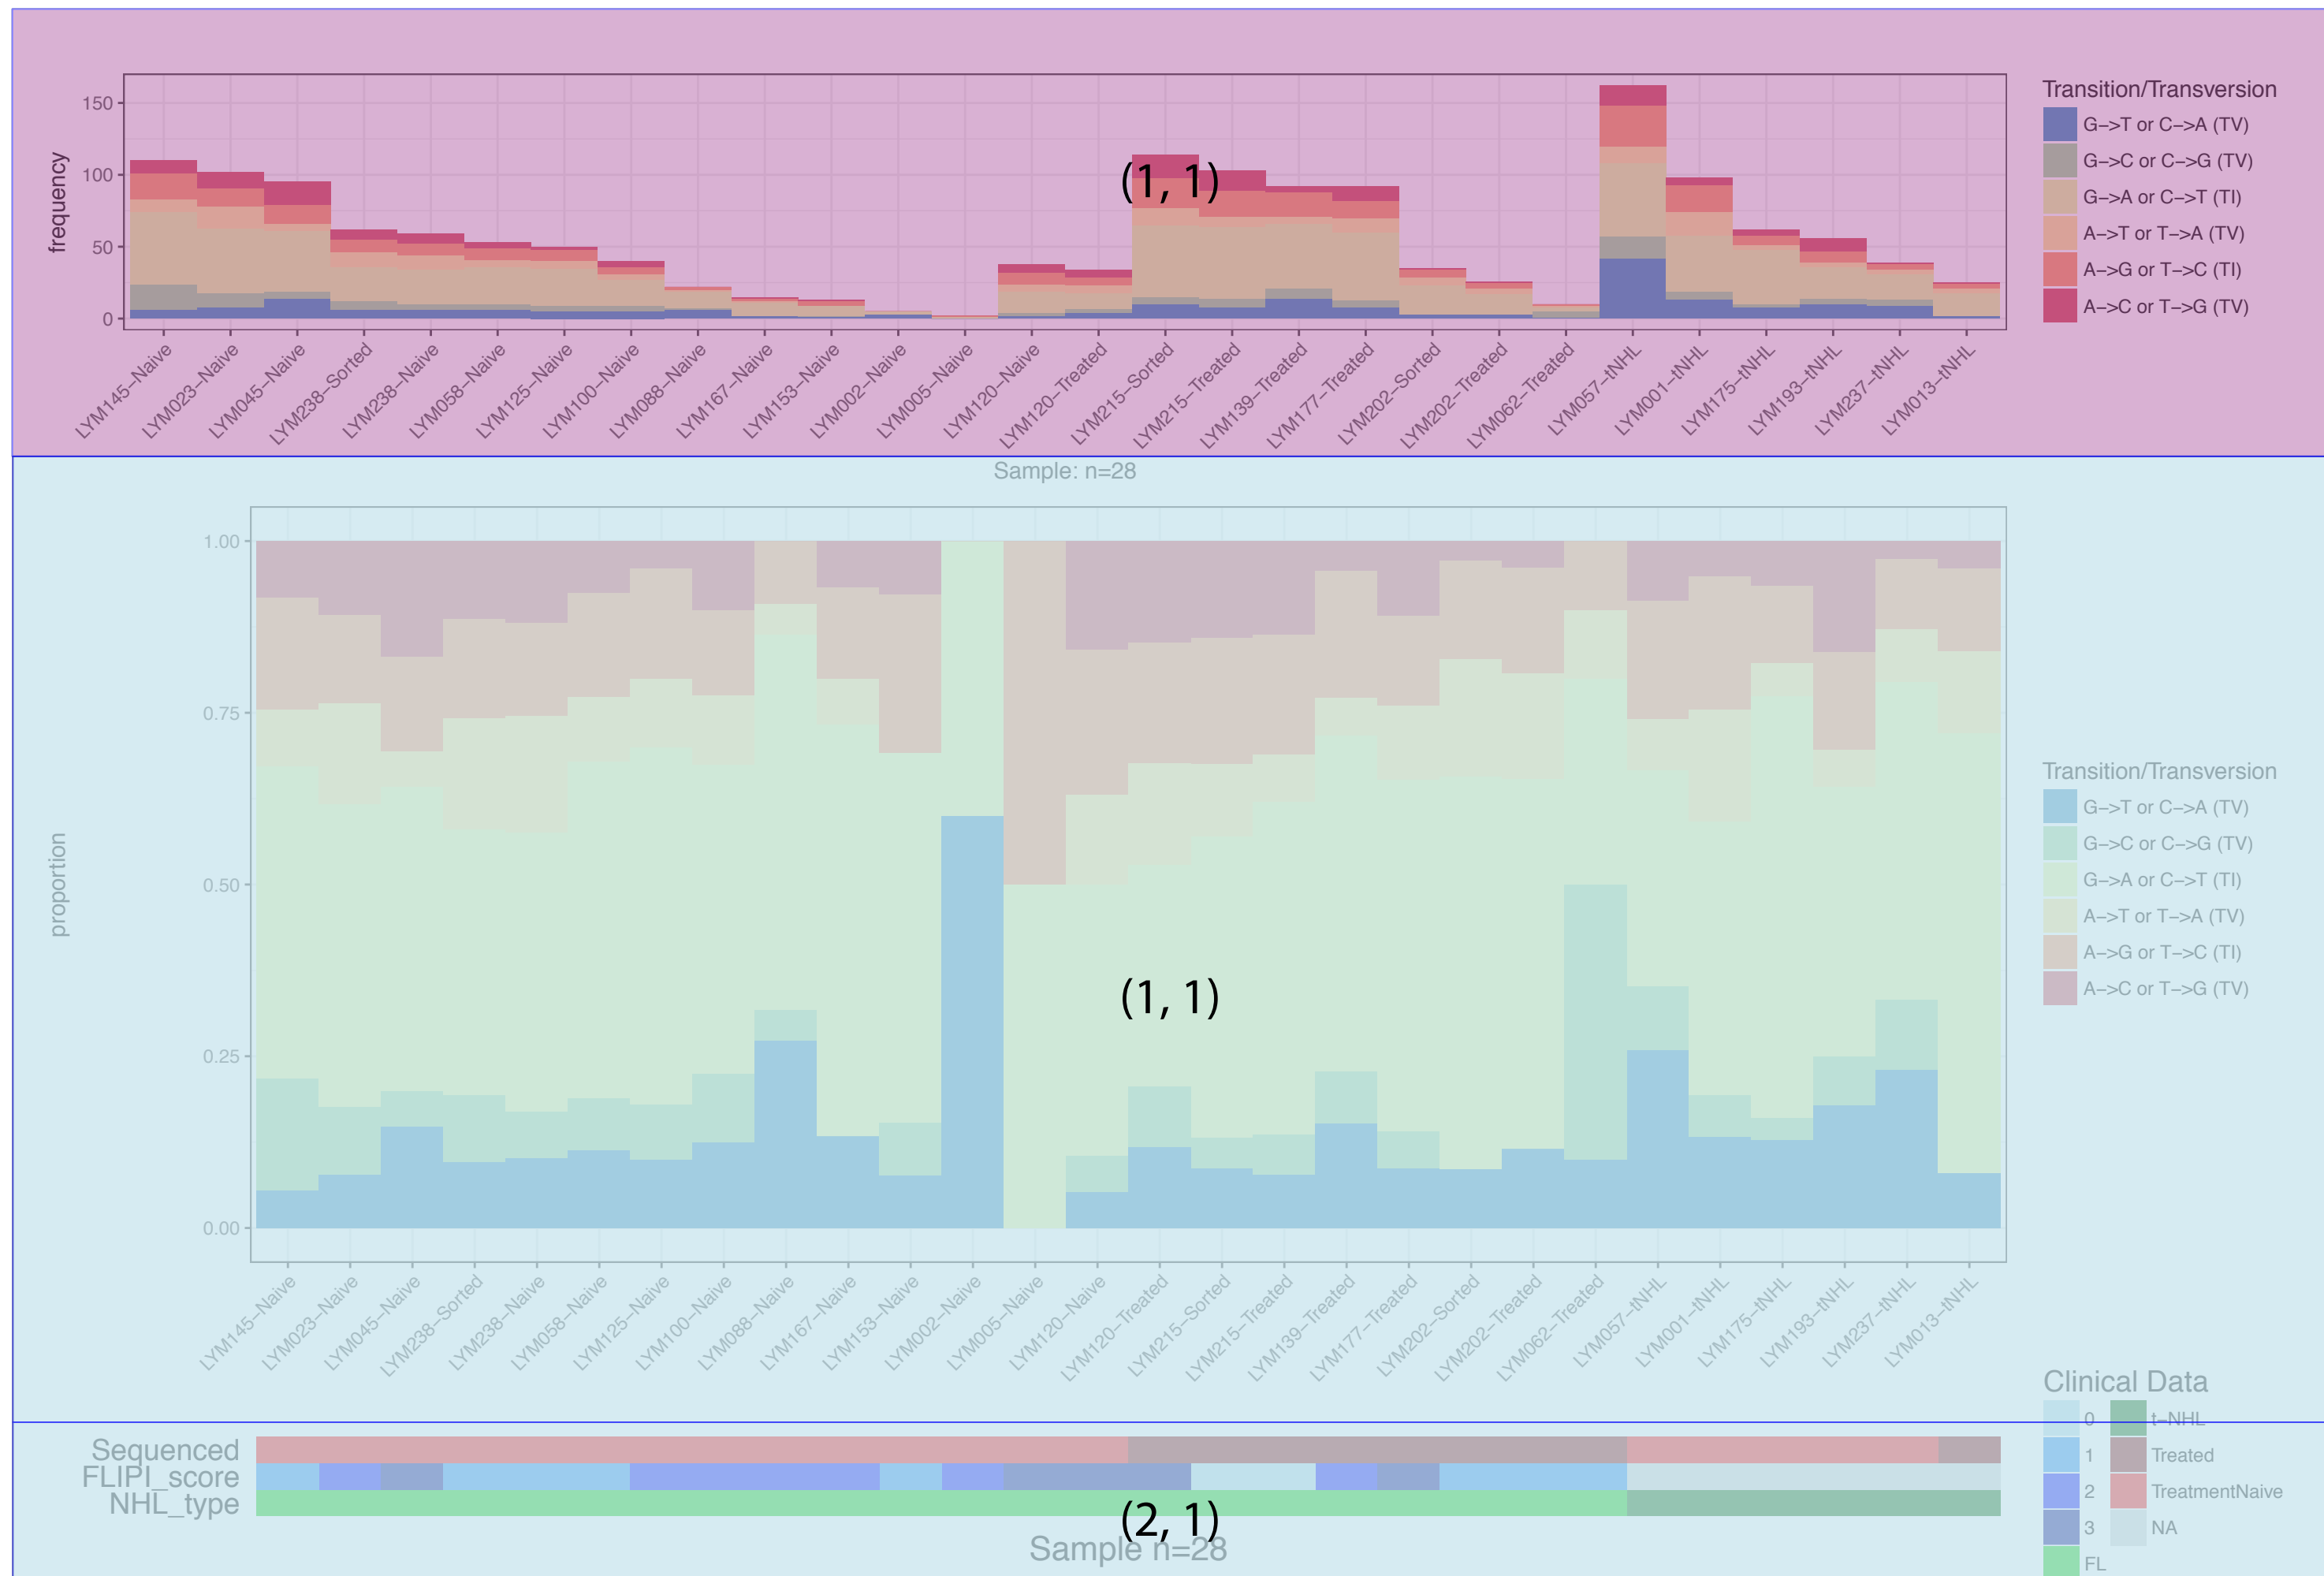 Transition/Transversion
G->T or C->A (TV)
G->C or C->G (TV)
G->A or C->T (TI)
A->T or T->A (TV)
A->G or T->C (TI)
A->C or T->G (TV)
frequency
150
100
50
0
(1, 1)
LYM145-Naive
LYM023-Naive
LYM045-Naive
LYM238-Sorted
LYM238-Naive
LYM058-Naive
LYM125-Naive
LYM100-Naive
LYM088-Naive
LYM167-Naive
LYM153-Naive
LYM002-Naive
LYM005-Naive
LYM120-Naive
LYM120-Treated
LYM215-Sorted
LYM215-Treated
LYM139-Treated
LYM177-Treated
LYM202-Sorted
LYM202-Treated
LYM062-Treated
LYM057-tNHL
LYM001-tNHL
LYM175-tNHL
LYM193-tNHL
LYM237-tNHL
LYM013-tNHL
Sample: n=28
proportion
1.00
0.75
0.50
0.25
0.00
(1, 1)
Transition/Transversion
G->T or C->A (TV)
G->C or C->G (TV)
G->A or C->T (TI)
A->T or T->A (TV)
A->G or T->C (TI)
A->C or T->G (TV)
LYM145-Naive
LYM023-Naive
LYM045-Naive
LYM238-Sorted
LYM238-Naive
LYM058-Naive
LYM125-Naive
LYM100-Naive
LYM088-Naive
LYM167-Naive
LYM153-Naive
LYM002-Naive
LYM005-Naive
LYM120-Naive
LYM120-Treated
LYM215-Sorted
LYM215-Treated
LYM139-Treated
LYM177-Treated
LYM202-Sorted
LYM202-Treated
LYM062-Treated
LYM057-tNHL
LYM001-tNHL
LYM175-tNHL
LYM193-tNHL
LYM237-tNHL
LYM013-tNHL
Sequenced
FLIPI_score
NHL_type
(2, 1)
Sample n=28
Clinical Data
0 t-NHL
1 Treated
2 TreatmentNaive
3 NA
FL